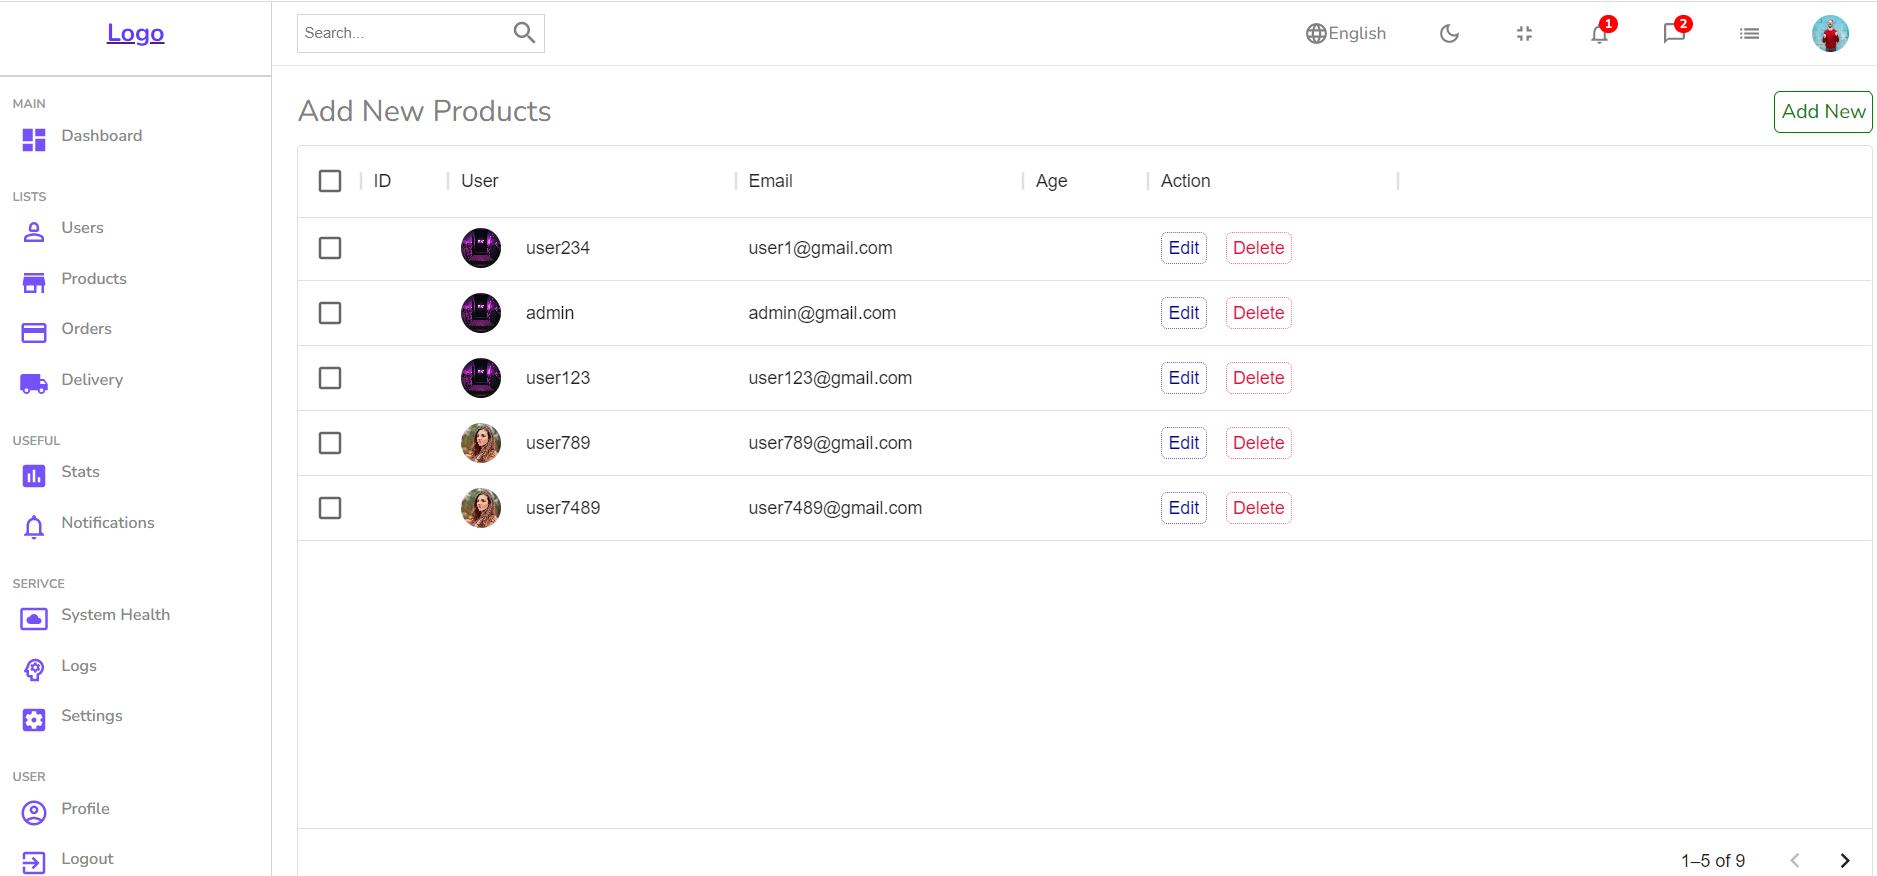 Logo
Search...
English
1
2
MAIN
Dashboard
LISTS
Users
Products
Orders
Delivery
USEFUL
Stats
Notifications
SERIVCE
System Health
Logs
Settings
USER
Profile
Logout
Add New Products
Add New
ID User Email Age Action
user234 user1@gmail.com Edit Delete
admin admin@gmail.com Edit Delete
user123 user123@gmail.com Edit Delete
user789 user789@gmail.com Edit Delete
user7489 user7489@gmail.com Edit Delete
1–5 of 9